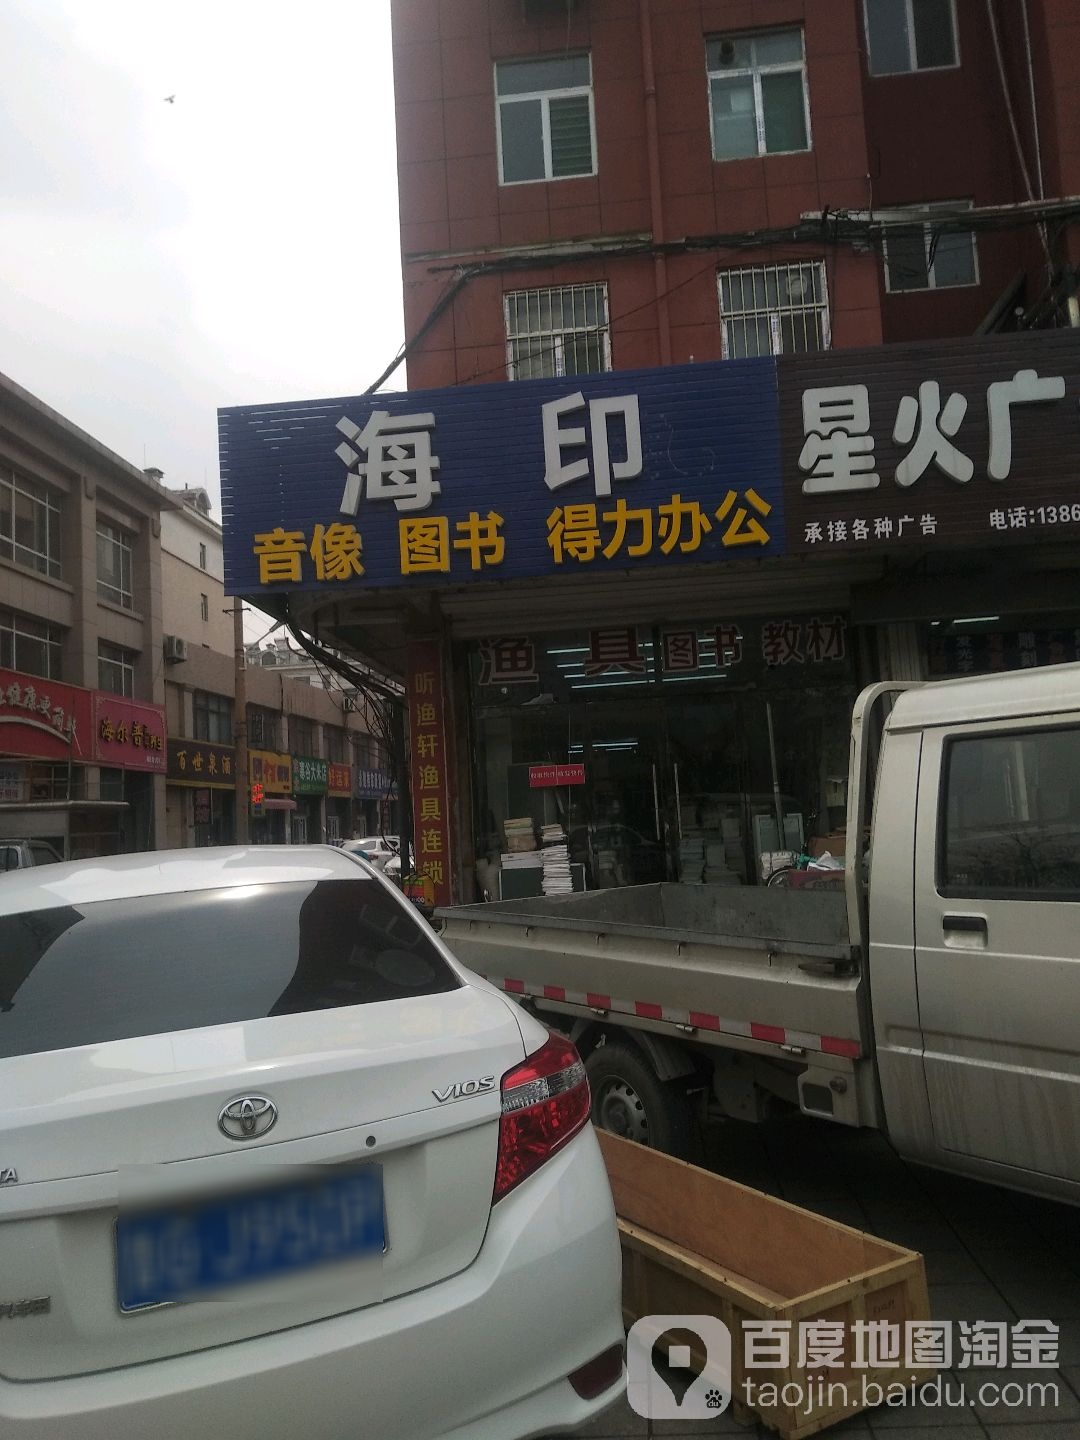 海印
音像 图书 得力办公
星火广
承接各种广告 电话:1386
渔具 图书 教材
听渔轩渔具连锁
海尔普
百世泉酒
VIOS
百度地图淘金
taojin.baidu.com